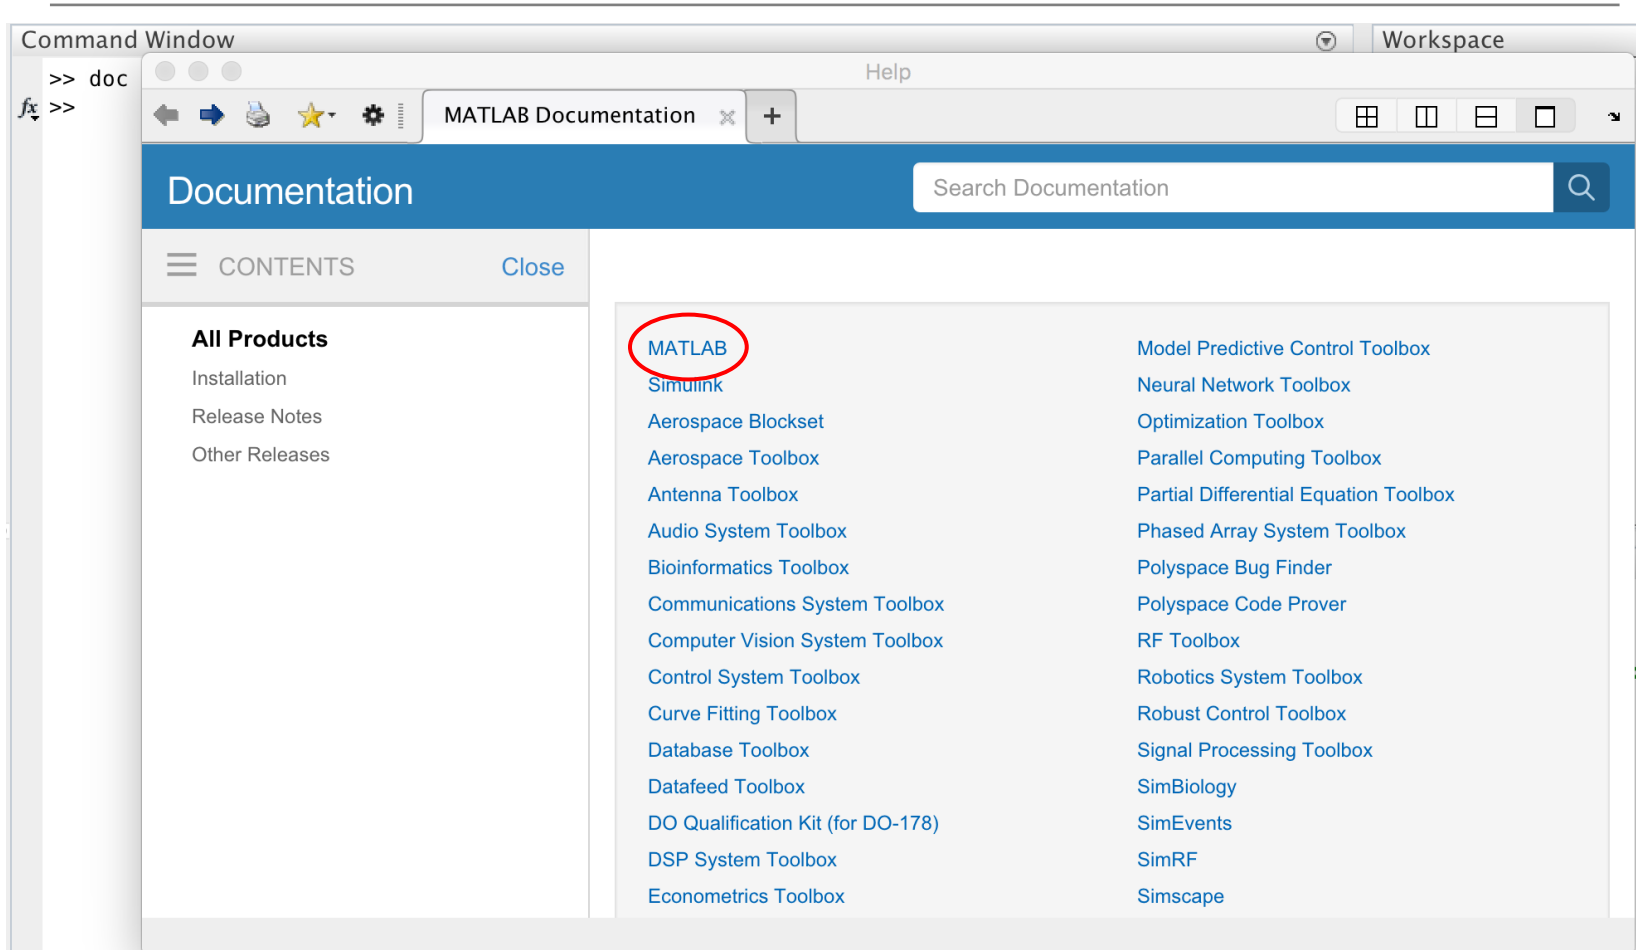 Command Window
Workspace
>> doc
fx >>
Help
MATLAB Documentation
Documentation
Search Documentation
CONTENTS
Close
All Products
Installation
Release Notes
Other Releases
MATLAB
Simulink
Aerospace Blockset
Aerospace Toolbox
Antenna Toolbox
Audio System Toolbox
Bioinformatics Toolbox
Communications System Toolbox
Computer Vision System Toolbox
Control System Toolbox
Curve Fitting Toolbox
Database Toolbox
Datafeed Toolbox
DO Qualification Kit (for DO-178)
DSP System Toolbox
Econometrics Toolbox
Model Predictive Control Toolbox
Neural Network Toolbox
Optimization Toolbox
Parallel Computing Toolbox
Partial Differential Equation Toolbox
Phased Array System Toolbox
Polyspace Bug Finder
Polyspace Code Prover
RF Toolbox
Robotics System Toolbox
Robust Control Toolbox
Signal Processing Toolbox
SimBiology
SimEvents
SimRF
Simscape